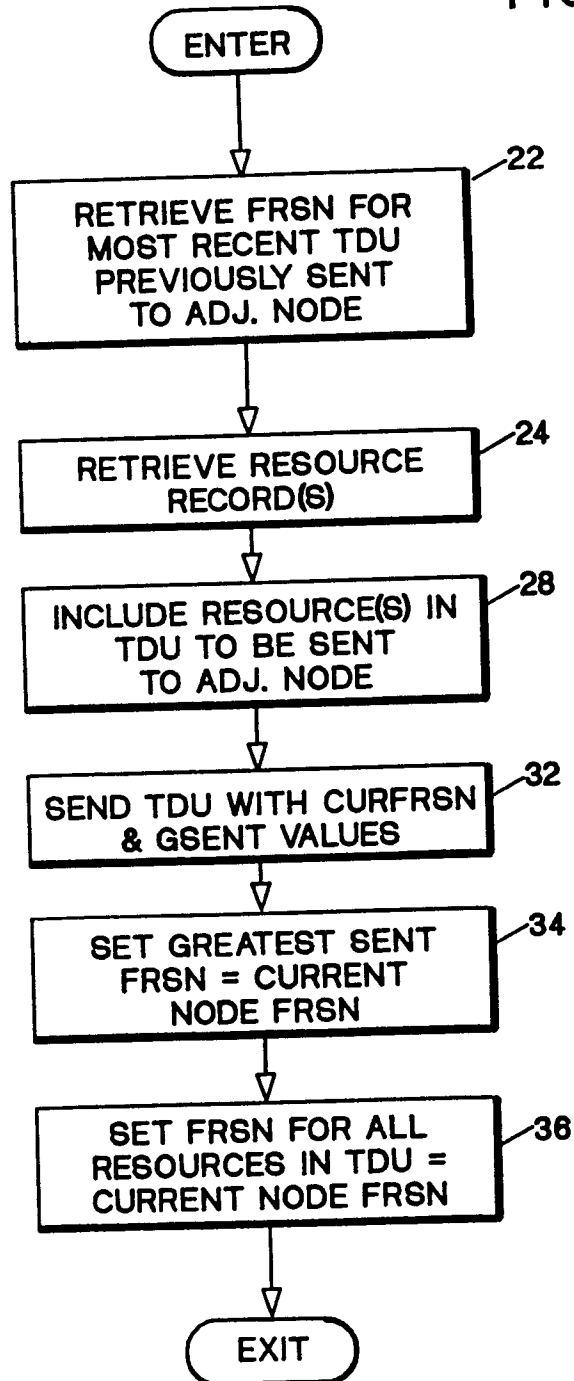 ENTER
22
RETRIEVE FRSN FOR
MOST RECENT TDU
PREVIOUSLY SENT
TO ADJ. NODE
24
RETRIEVE RESOURCE
RECORD(S)
28
INCLUDE RESOURCE(S) IN
TDU TO BE SENT
TO ADJ. NODE
32
SEND TDU WITH CURFRSN
& GSENT VALUES
34
SET GREATEST SENT
FRSN = CURRENT
NODE FRSN
36
SET FRSN FOR ALL
RESOURCES IN TDU =
CURRENT NODE FRSN
EXIT